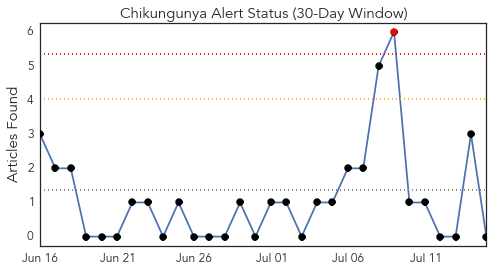 Chikungunya Alert Status (30-Day Window)
Articles Found
6
5
4
3
2
1
0
Jun 16
Jun 21
Jun 26
Jul 01
Jul 06
Jul 11